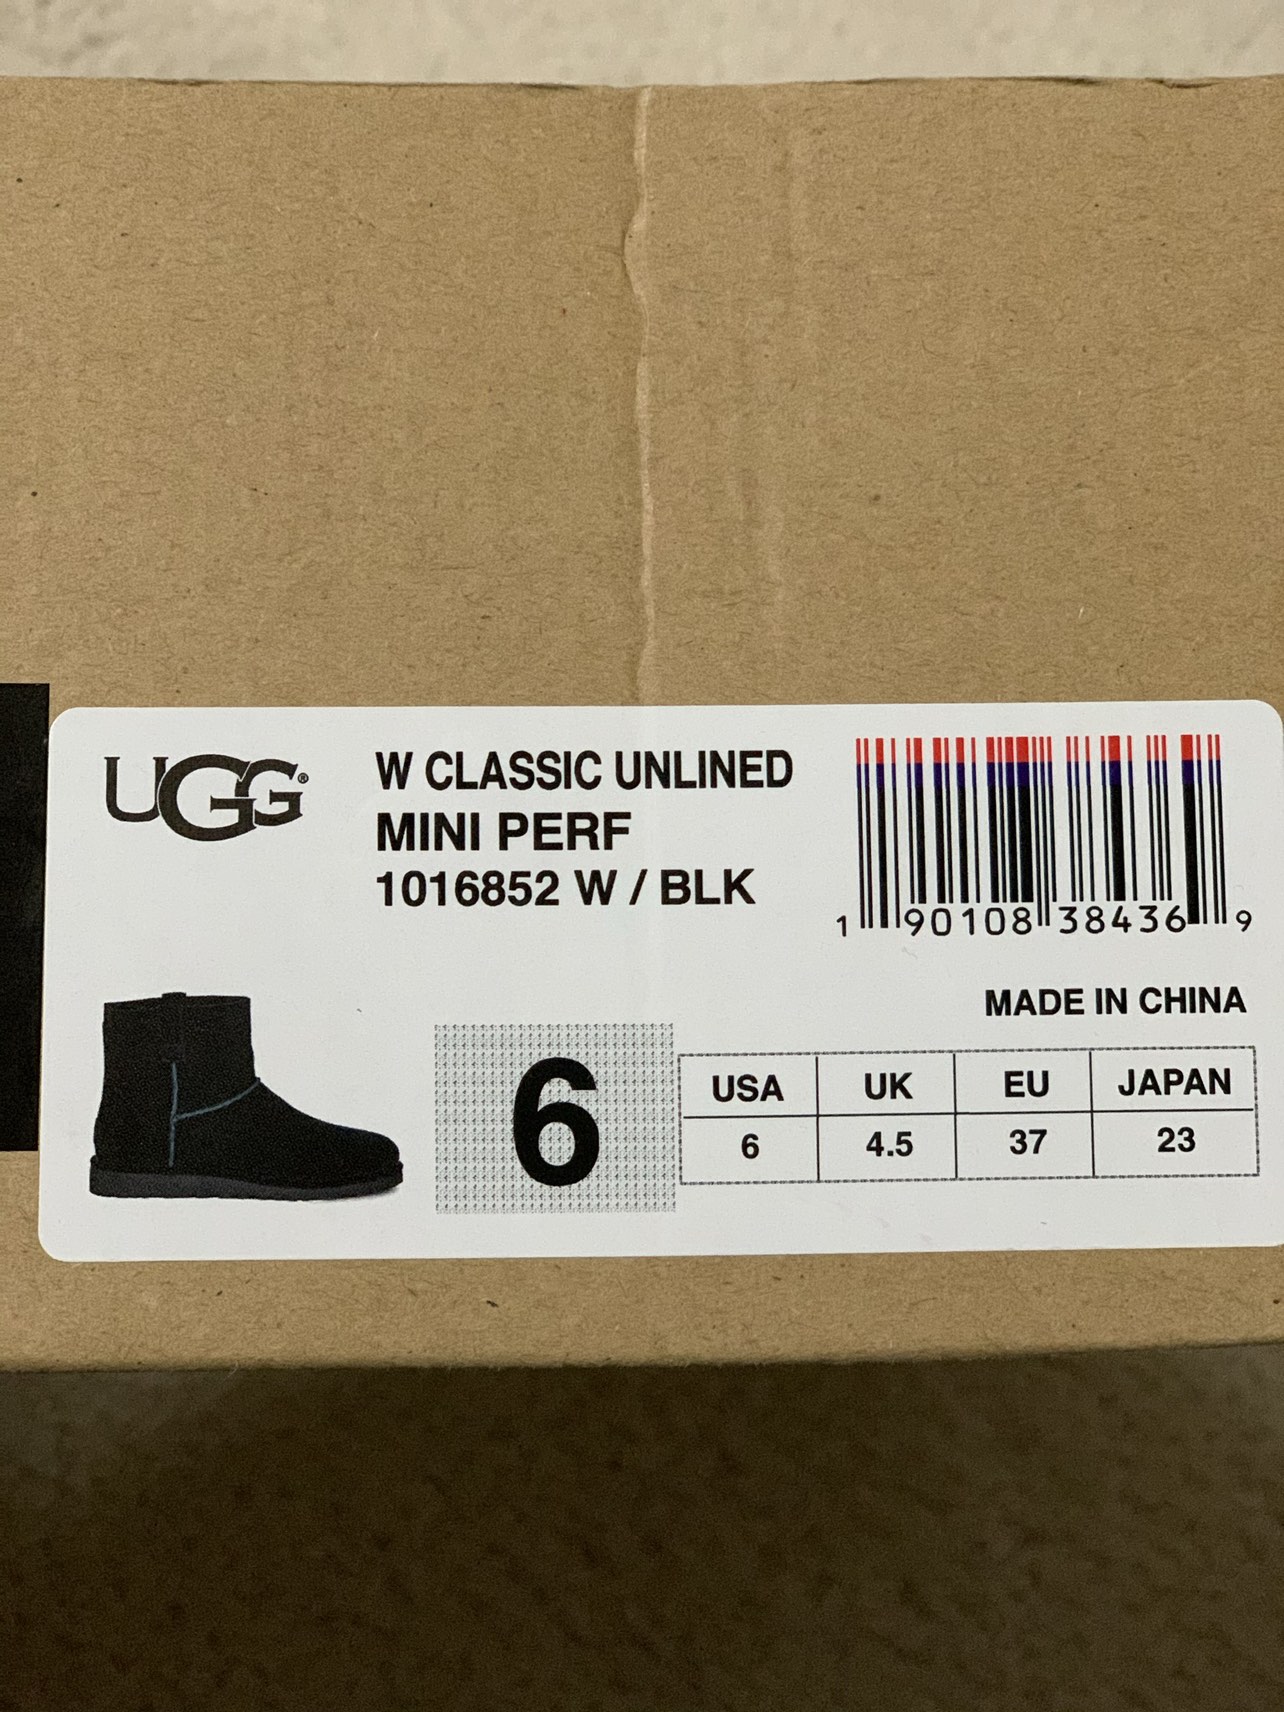 UGG®
W CLASSIC UNLINED
MINI PERF
1016852 W / BLK
1 90108 38436 9
MADE IN CHINA
6
USA UK EU JAPAN
6 4.5 37 23